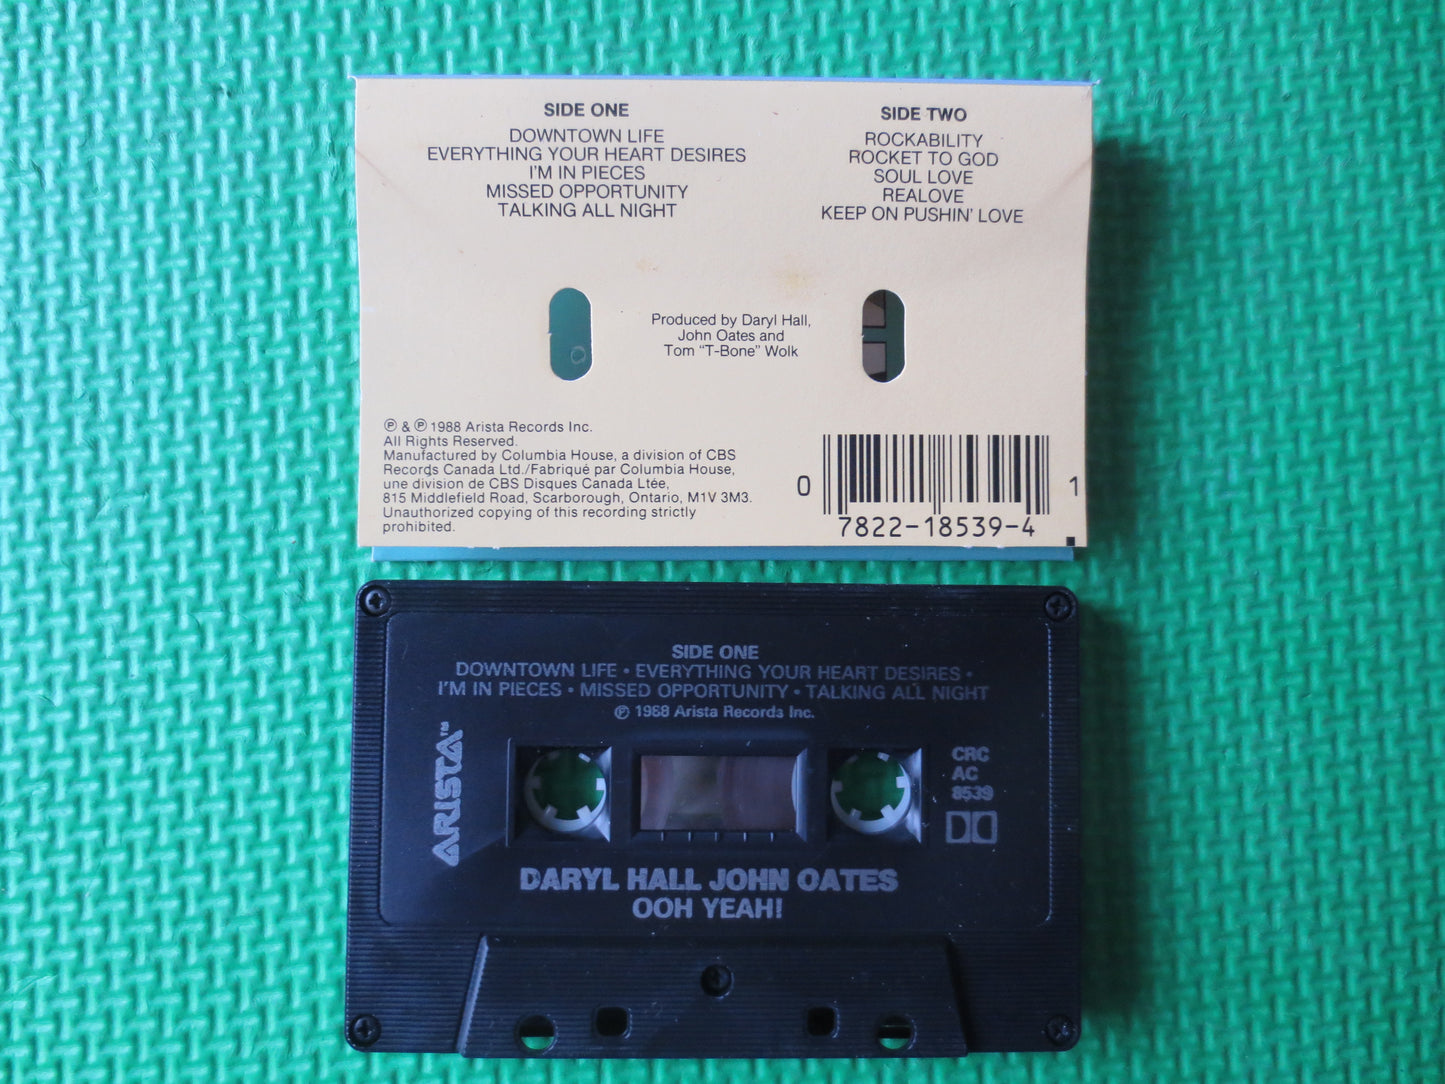 SIDE ONE
DOWNTOWN LIFE
EVERYTHING YOUR HEART DESIRES
I'M IN PIECES
MISSED OPPORTUNITY
TALKING ALL NIGHT
SIDE TWO
ROCKABILITY
ROCKET TO GOD
SOUL LOVE
REALOVE
KEEP ON PUSHIN' LOVE
Produced by Daryl Hall,
John Oates and
Tom "T-Bone" Wolk
℗ & ℗ 1988 Arista Records Inc.
All Rights Reserved.
Manufactured by Columbia House, a division of CBS
Records Canada Ltd./Fabriqué par Columbia House,
une division de CBS Disques Canada Ltée,
815 Middlefield Road, Scarborough, Ontario, M1V 3M3.
Unauthorized copying of this recording strictly
prohibited.
0 7822-18539-4 1
SIDE ONE
DOWNTOWN LIFE • EVERYTHING YOUR HEART DESIRES •
I'M IN PIECES • MISSED OPPORTUNITY • TALKING ALL NIGHT
℗ 1988 Arista Records Inc.
ARISTA™
CRC
AC
8539
DARYL HALL JOHN OATES
OOH YEAH!